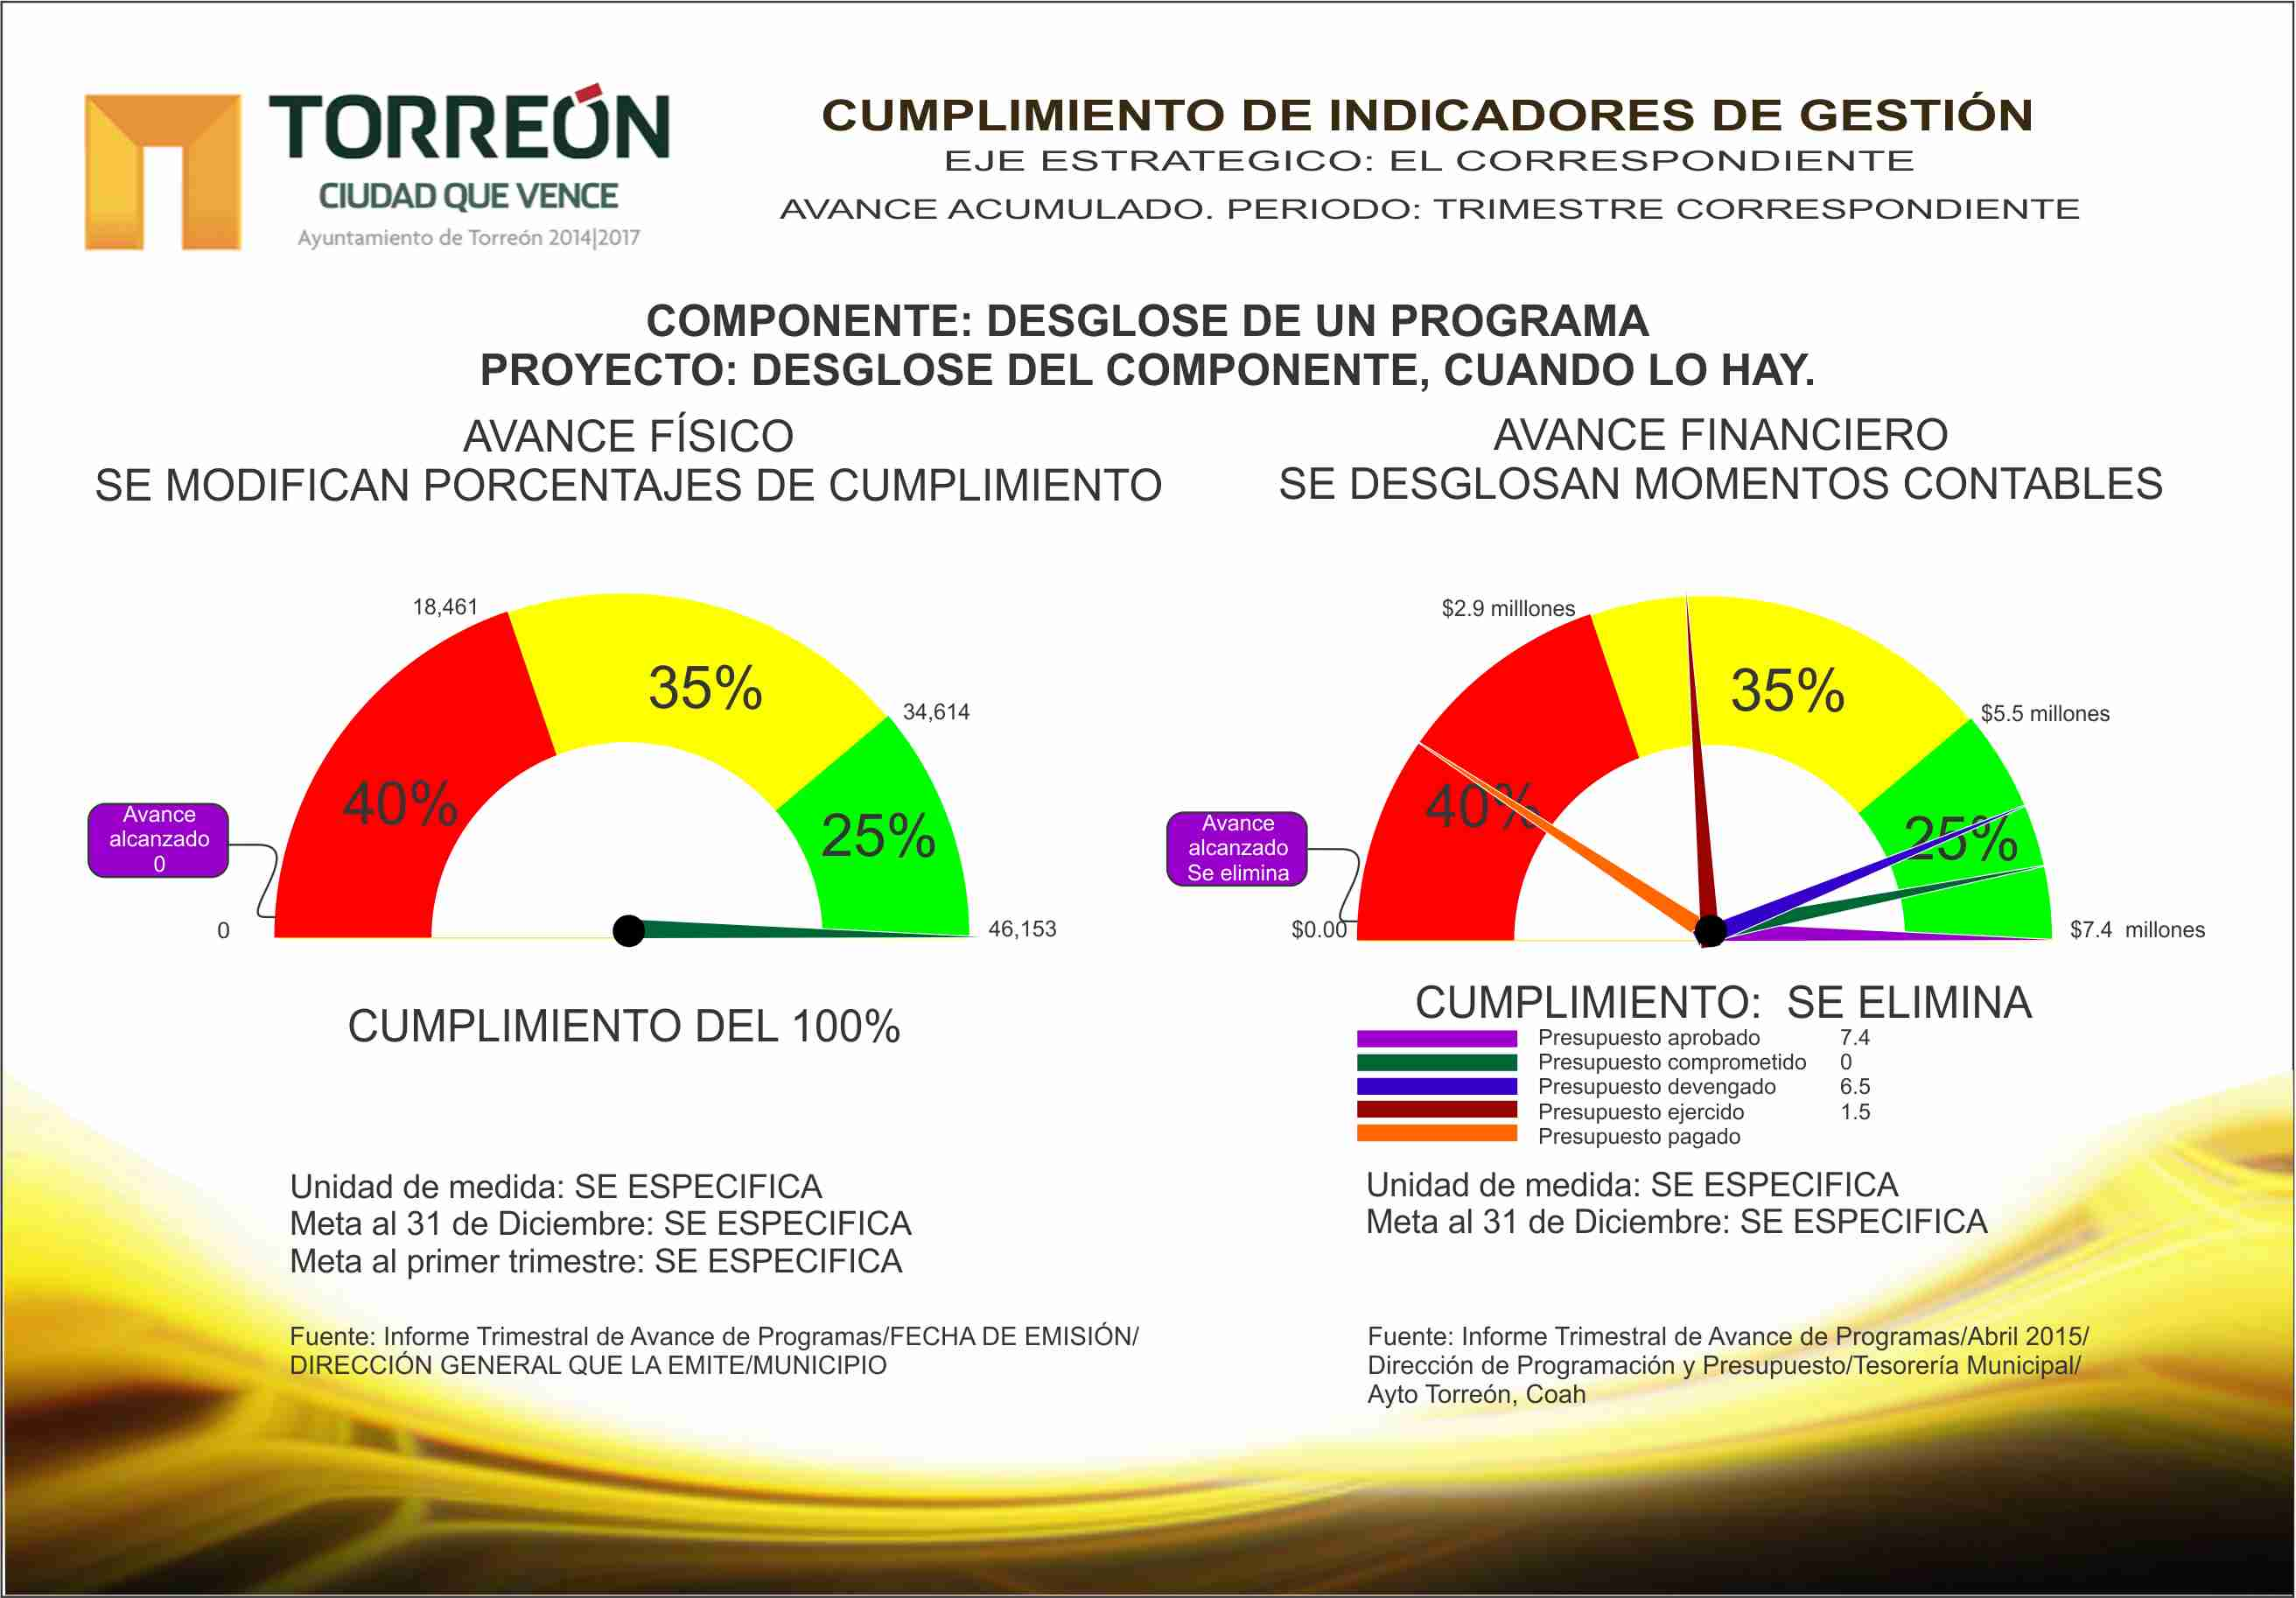 TORREÓN
CIUDAD QUE VENCE
Ayuntamiento de Torreón 2014|2017
CUMPLIMIENTO DE INDICADORES DE GESTIÓN
EJE ESTRATEGICO: EL CORRESPONDIENTE
AVANCE ACUMULADO. PERIODO: TRIMESTRE CORRESPONDIENTE
COMPONENTE: DESGLOSE DE UN PROGRAMA
PROYECTO: DESGLOSE DEL COMPONENTE, CUANDO LO HAY.
AVANCE FÍSICO
SE MODIFICAN PORCENTAJES DE CUMPLIMIENTO
18,461
35%
34,614
40%
25%
Avance
alcanzado
0
0
46,153
CUMPLIMIENTO DEL 100%
Unidad de medida: SE ESPECIFICA
Meta al 31 de Diciembre: SE ESPECIFICA
Meta al primer trimestre: SE ESPECIFICA
Fuente: Informe Trimestral de Avance de Programas/FECHA DE EMISIÓN/
DIRECCIÓN GENERAL QUE LA EMITE/MUNICIPIO
AVANCE FINANCIERO
SE DESGLOSAN MOMENTOS CONTABLES
$2.9 milllones
35%
$5.5 millones
40%
25%
Avance
alcanzado
Se elimina
$0.00
$7.4 millones
CUMPLIMIENTO: SE ELIMINA
Presupuesto aprobado 7.4
Presupuesto comprometido 0
Presupuesto devengado 6.5
Presupuesto ejercido 1.5
Presupuesto pagado
Unidad de medida: SE ESPECIFICA
Meta al 31 de Diciembre: SE ESPECIFICA
Fuente: Informe Trimestral de Avance de Programas/Abril 2015/
Dirección de Programación y Presupuesto/Tesorería Municipal/
Ayto Torreón, Coah